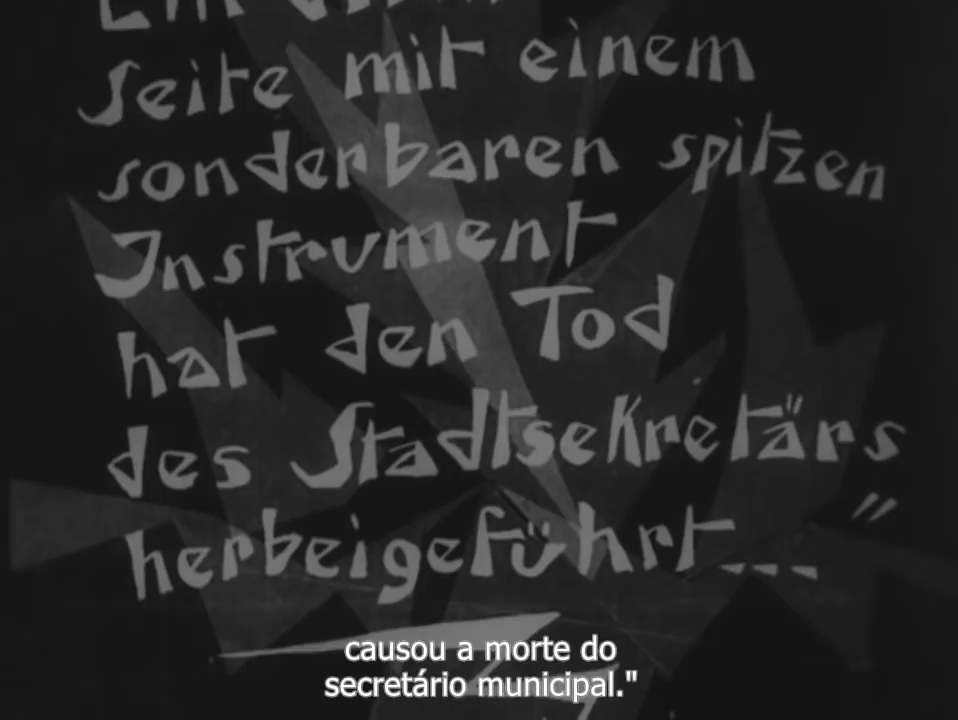 Seite mit einem
sonderbaren spitzen
Instrument
hat den Tod
des Stadtsekretärs
herbeigeführt..."
causou a morte do
secretário municipal."